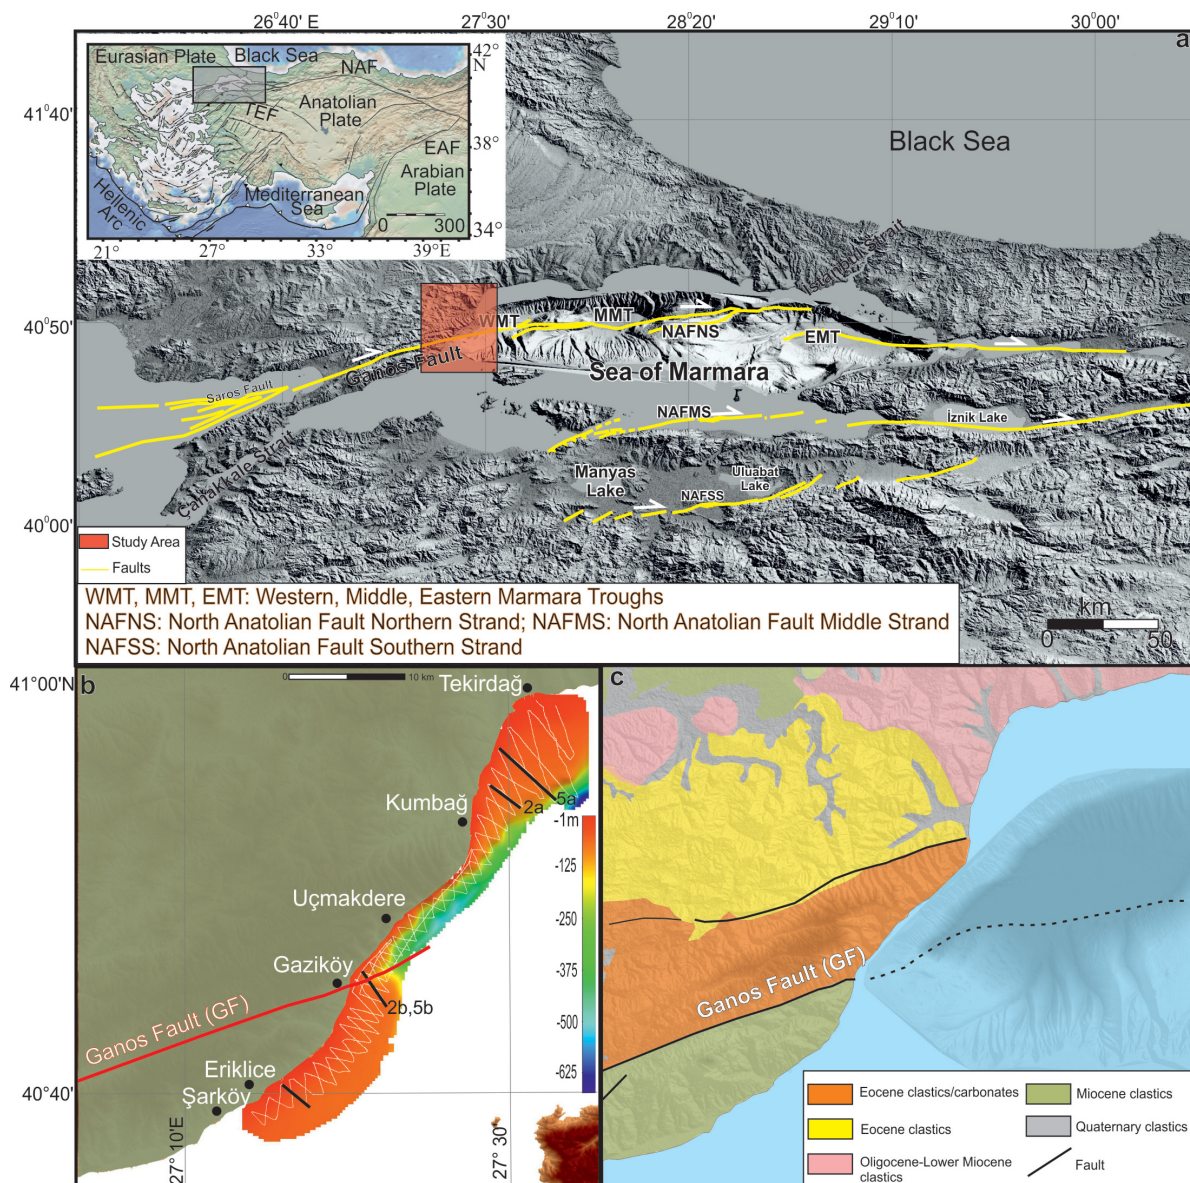 26°40' E
27°30'
28°20'
29°10'
30°00'
a
41°40'
40°50'
40°00'
Eurasian Plate
Black Sea
42°
N
NAF
TEF
Anatolian
Plate
38°
EAF
Arabian
Plate
Hellenic
Arc
Mediterranean
Sea
0 300
34°
21°
27°
33°
39°E
Black Sea
WMT
MMT
NAFNS
EMT
Ganos Fault
Saros Fault
Sea of Marmara
NAFMS
İznik Lake
Çanakkale Strait
Manyas
Lake
Uluabat
Lake
NAFSS
Study Area
Faults
WMT, MMT, EMT: Western, Middle, Eastern Marmara Troughs
NAFNS: North Anatolian Fault Northern Strand; NAFMS: North Anatolian Fault Middle Strand
NAFSS: North Anatolian Fault Southern Strand
km
0 50
b
41°00'N
0 10 km
Tekirdağ
Kumbağ
5a
2a
Uçmakdere
Gaziköy
2b,5b
Ganos Fault (GF)
Eriklice
Şarköy
40°40'
27° 10'E
27° 30'
-1m
-125
-250
-375
-500
-625
c
Ganos Fault (GF)
Eocene clastics/carbonates
Eocene clastics
Oligocene-Lower Miocene
clastics
Miocene clastics
Quaternary clastics
Fault